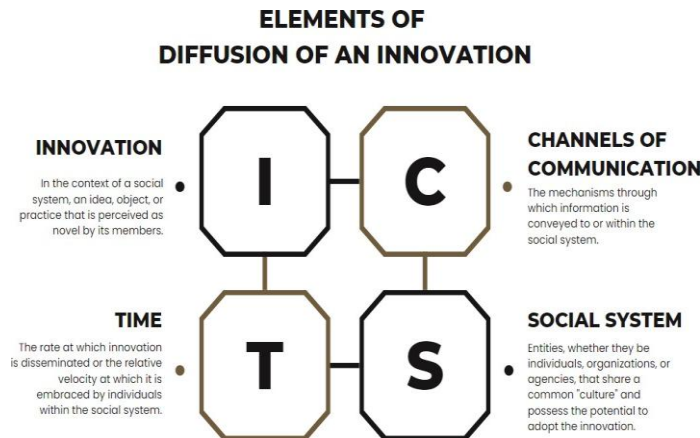 ELEMENTS OF
DIFFUSION OF AN INNOVATION
INNOVATION
In the context of a social
system, an idea, object, or
practice that is perceived as
novel by its members.
I
C
CHANNELS OF
COMMUNICATION
The mechanisms through
which information is
conveyed to or within the
social system.
TIME
The rate at which innovation
is disseminated or the relative
velocity at which it is
embraced by individuals
within the social system.
T
S
SOCIAL SYSTEM
Entities, whether they be
individuals, organizations, or
agencies, that share a
common "culture" and
possess the potential to
adopt the innovation.